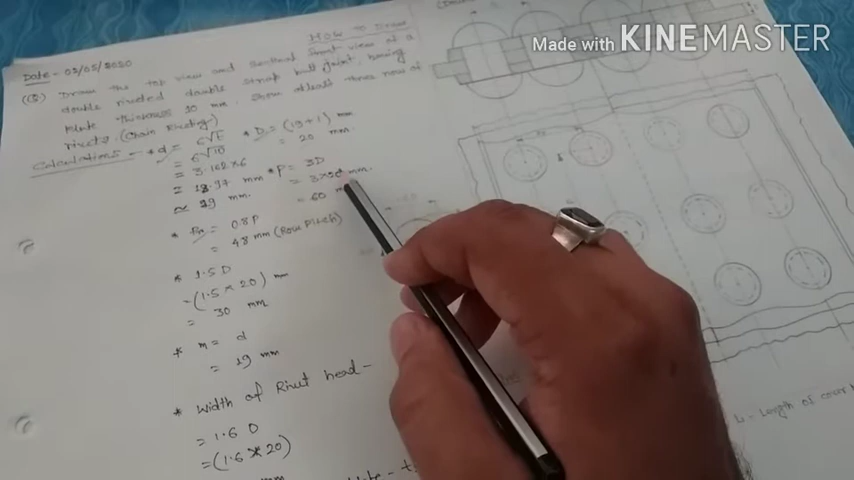 Made with KINEMASTER
How to Draw
Date - 03/05/2020
(Q) Draw the top view and sectional front view of a
double riveted double strap butt joint, having
plate thickness 10 mm. Show atleast three rows of
rivets. (Chain Riveting)
Calculations - * d = 6√t * D = (19+1) mm
= 6√10 = 20 mm.
= 3.162 x 6 * P = 3D
= 18.97 mm = 3x20 mm.
≈ 19 mm. = 60
* = 0.8 P
= 48 mm (Row Pitch)
* 1.5 D
- (1.5 * 20) mm
= 30 mm
* m = d
= 19 mm
* Width of Rivet head -
= 1.6 D
= (1.6 * 20)
mm
L - Length of cover